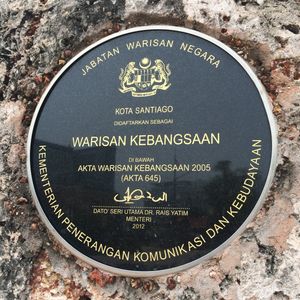 JABATAN WARISAN NEGARA
KOTA SANTIAGO
DIDAFTARKAN SEBAGAI
WARISAN KEBANGSAAN
DI BAWAH
AKTA WARISAN KEBANGSAAN 2005
(AKTA 645)
DATO' SERI UTAMA DR. RAIS YATIM
MENTERI
2012
KEMENTERIAN PENERANGAN KOMUNIKASI DAN KEBUDAYAAN